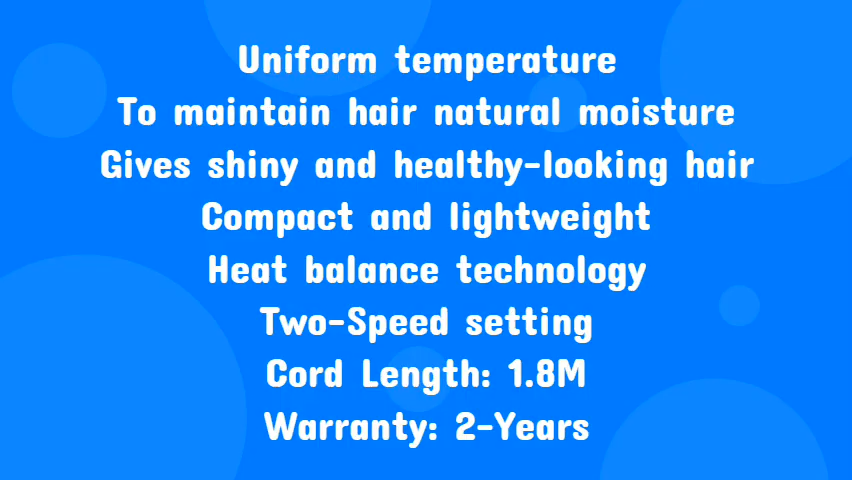 Uniform temperature
To maintain hair natural moisture
Gives shiny and healthy-looking hair
Compact and lightweight
Heat balance technology
Two-Speed setting
Cord Length: 1.8M
Warranty: 2-Years